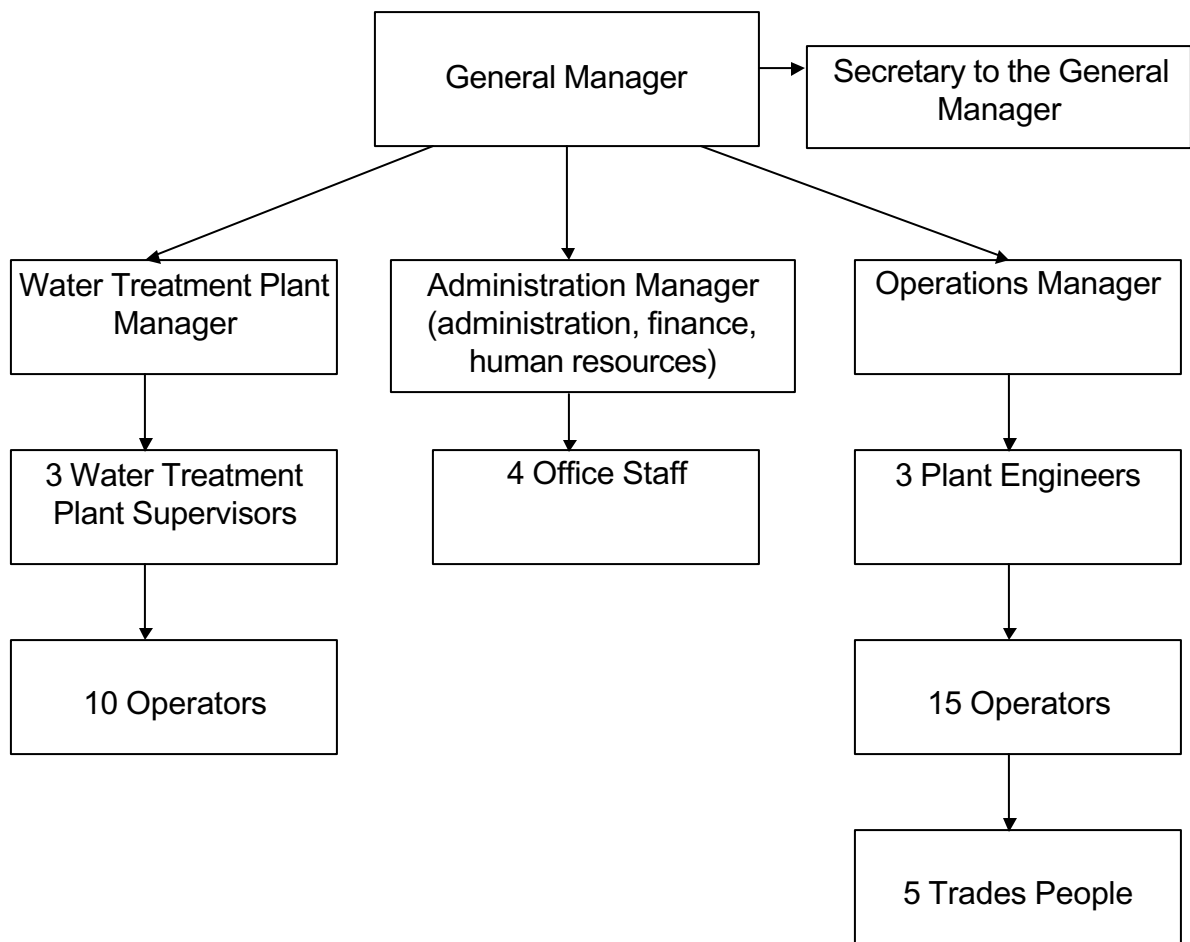 General Manager
Secretary to the General
Manager
Water Treatment Plant
Manager
Administration Manager
(administration, finance,
human resources)
Operations Manager
3 Water Treatment
Plant Supervisors
4 Office Staff
3 Plant Engineers
10 Operators
15 Operators
5 Trades People